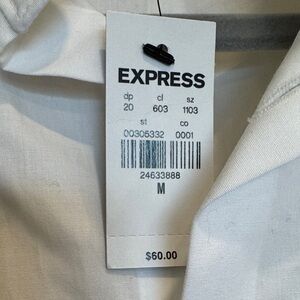 EXPRESS
dp cl sz
20 603 1103
st co
00305332 0001
24633888
M
$60.00